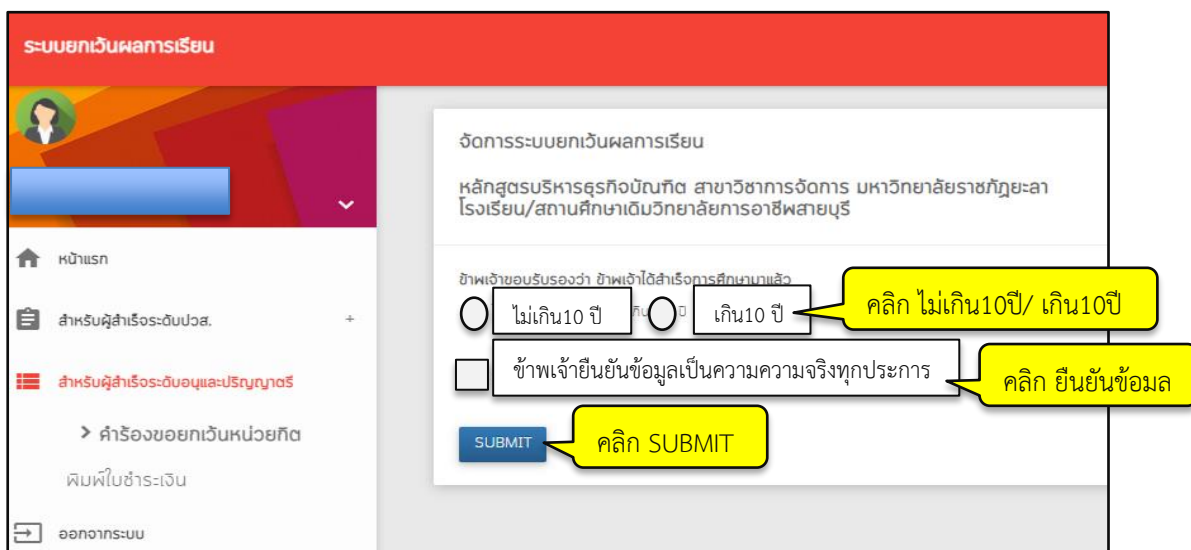 ระบบยกเว้นผลการเรียน
จัดการระบบยกเว้นผลการเรียน
หลักสูตรบริหารธุรกิจบัณฑิต สาขาวิชาการจัดการ มหาวิทยาลัยราชภัฏยะลา
โรงเรียน/สถานศึกษาเดิมวิทยาลัยการอาชีพสายบุรี
หน้าแรก
สำหรับผู้สำเร็จระดับปวส. +
สำหรับผู้สำเร็จระดับอนุและปริญญาตรี
> คำร้องขอยกเว้นหน่วยกิต
พิมพ์ใบชำระเงิน
ออกจากระบบ
ข้าพเจ้าขอรับรองว่า ข้าพเจ้าได้สำเร็จการศึกษามาแล้ว
ไม่เกิน10 ปี เกิน10 ปี
คลิก ไม่เกิน10ปี/ เกิน10ปี
ข้าพเจ้ายืนยันข้อมูลเป็นความความจริงทุกประการ
คลิก ยืนยันข้อมล
SUBMIT
คลิก SUBMIT